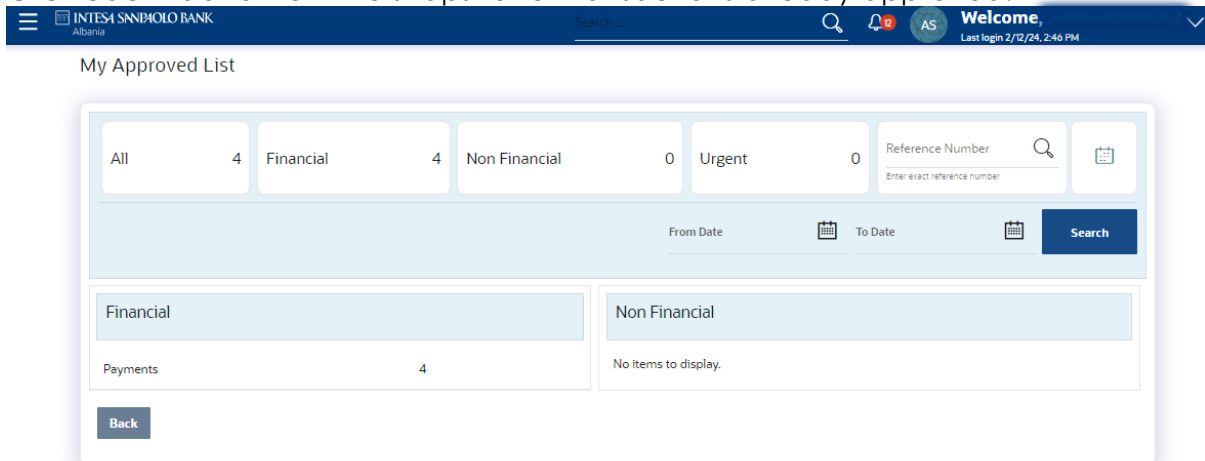 INTESA SANPAOLO BANK
Albania
Search ...
12
AS
Welcome,
Last login 2/12/24, 2:46 PM
My Approved List
All 4
Financial 4
Non Financial 0
Urgent 0
Reference Number
Enter exact reference number
From Date
To Date
Search
Financial
Non Financial
Payments 4
No items to display.
Back